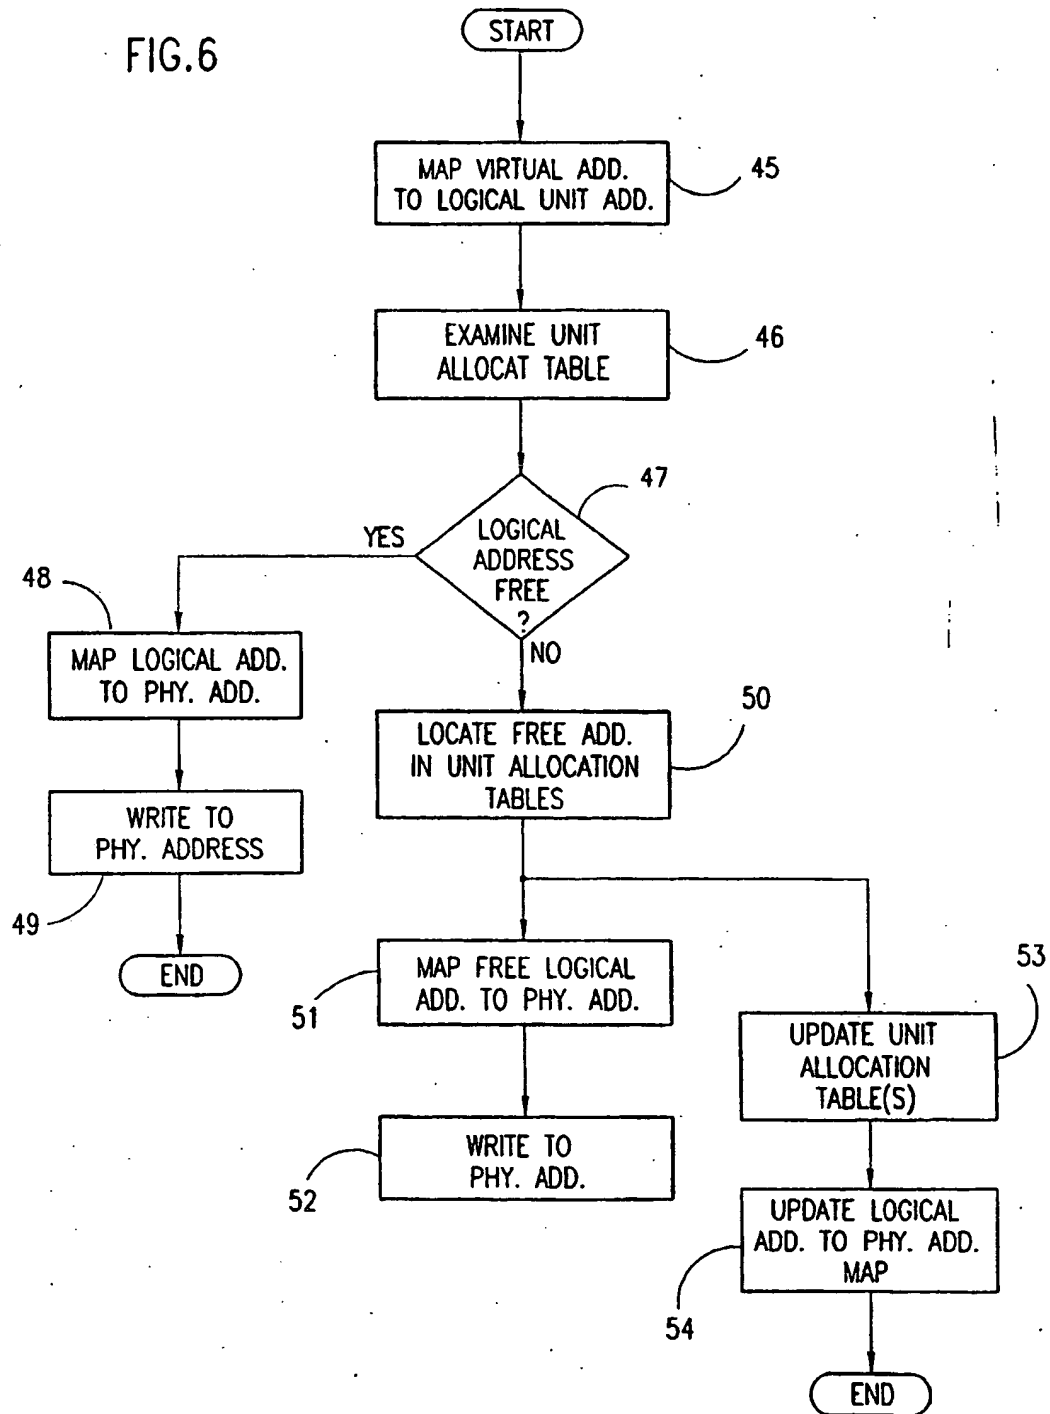 FIG.6
START
MAP VIRTUAL ADD.
TO LOGICAL UNIT ADD.
45
EXAMINE UNIT
ALLOCAT TABLE
46
47
LOGICAL
ADDRESS
FREE
?
YES
NO
48
MAP LOGICAL ADD.
TO PHY. ADD.
WRITE TO
PHY. ADDRESS
49
END
50
LOCATE FREE ADD.
IN UNIT ALLOCATION
TABLES
MAP FREE LOGICAL
ADD. TO PHY. ADD.
51
WRITE TO
PHY. ADD.
52
53
UPDATE UNIT
ALLOCATION
TABLE(S)
UPDATE LOGICAL
ADD. TO PHY. ADD.
MAP
54
END